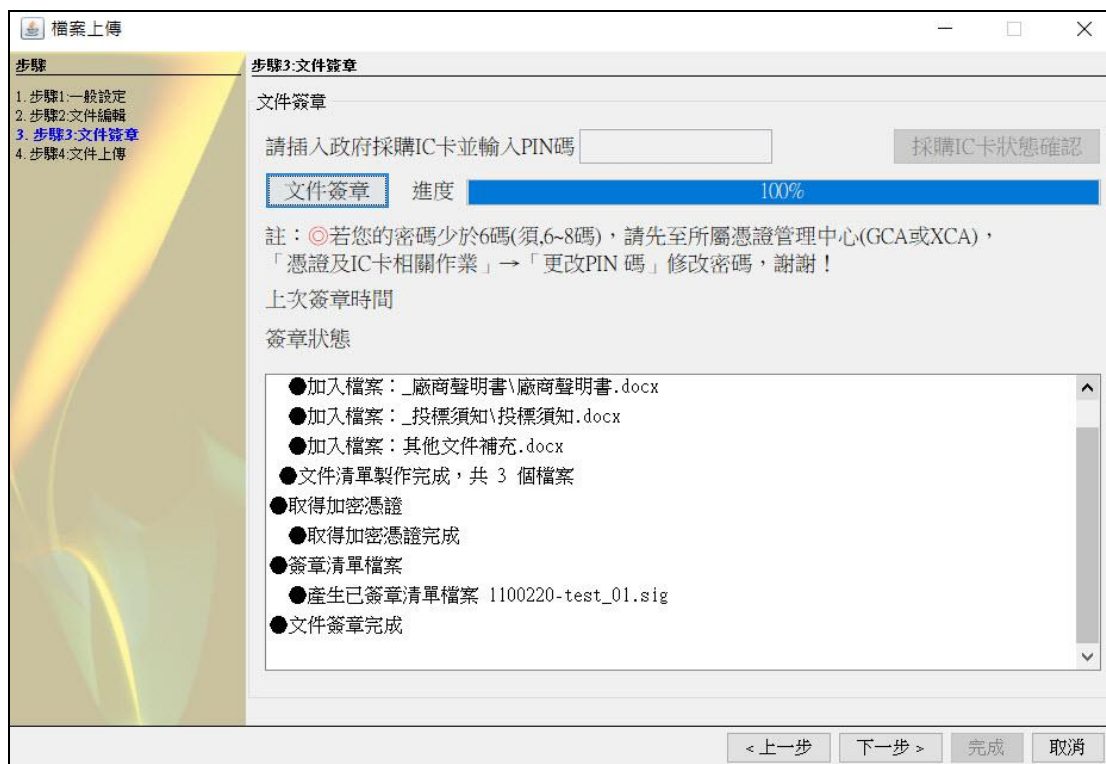 檔案上傳
步驟
1. 步驟1:一般設定
2. 步驟2:文件編輯
3. 步驟3:文件簽章
4. 步驟4:文件上傳
步驟3:文件簽章
文件簽章
請插入政府採購IC卡並輸入PIN碼
採購IC卡狀態確認
文件簽章 進度 100%
註：◎若您的密碼少於6碼(須,6~8碼)，請先至所屬憑證管理中心(GCA或XCA)，
「憑證及IC卡相關作業」→「更改PIN 碼」修改密碼，謝謝！
上次簽章時間
簽章狀態
●加入檔案：_廠商聲明書\廠商聲明書.docx
●加入檔案：_投標須知\投標須知.docx
●加入檔案：其他文件補充.docx
●文件清單製作完成，共 3 個檔案
●取得加密憑證
●取得加密憑證完成
●簽章清單檔案
●產生已簽章清單檔案 1100220-test_01.sig
●文件簽章完成
<上一步 下一步> 完成 取消